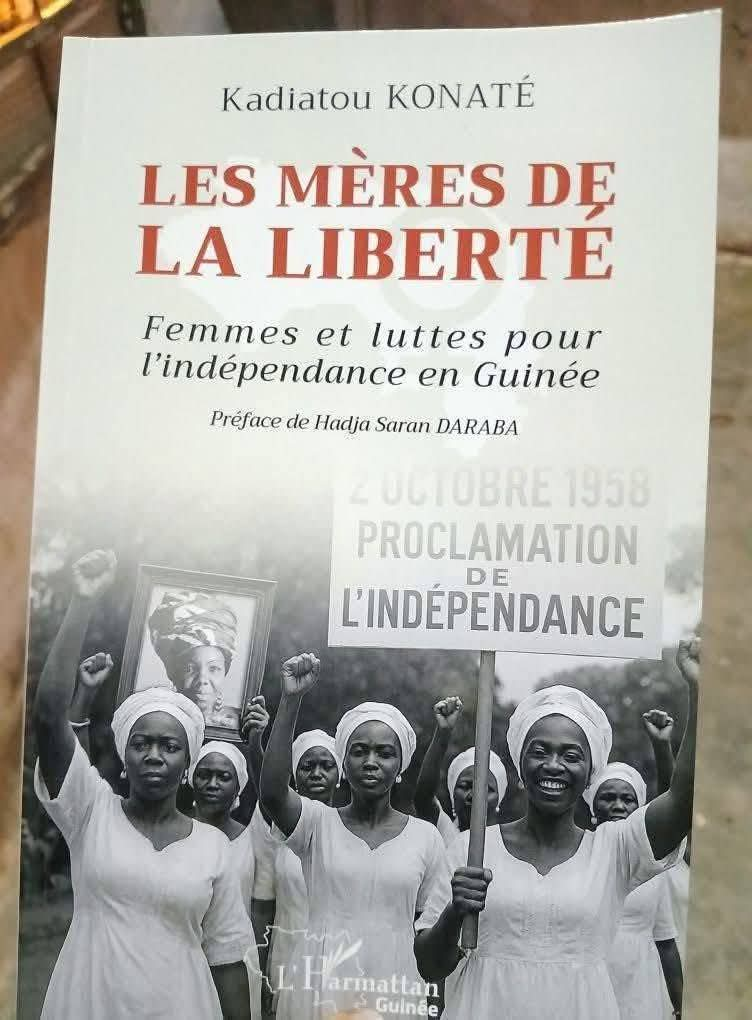 Kadiatou KONATÉ
LES MÈRES DE
LA LIBERTÉ
Femmes et luttes pour
l'indépendance en Guinée
Préface de Hadja Saran DARABA
2 OCTOBRE 1958
PROCLAMATION
DE
L'INDÉPENDANCE
L'Harmattan
Guinée